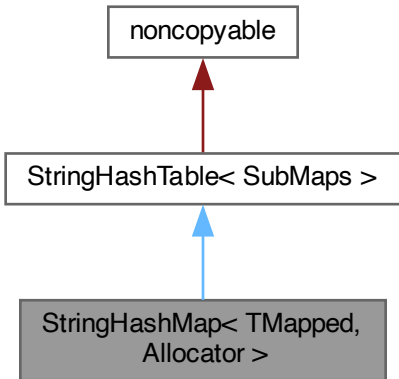 noncopyable
StringHashTable< SubMaps >
StringHashMap< TMapped,
Allocator >